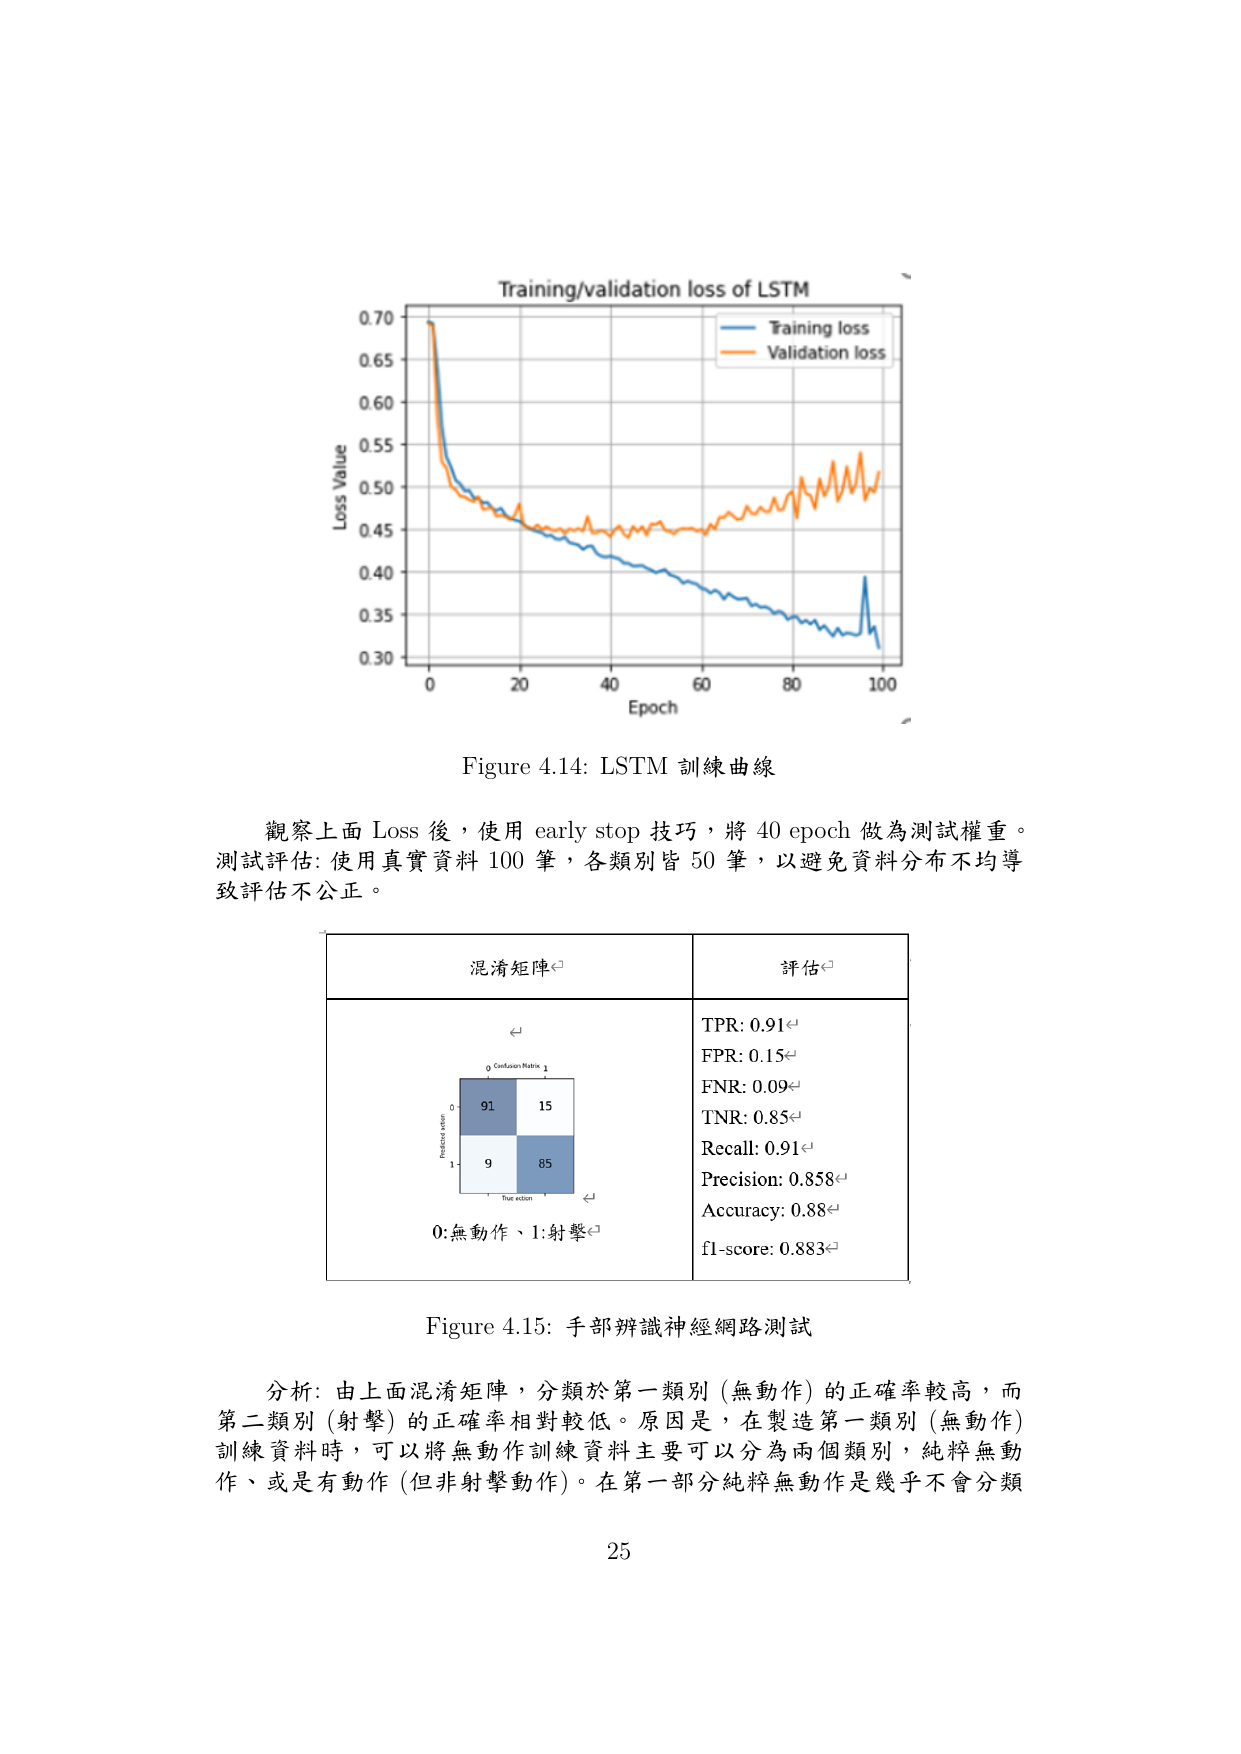 Training/validation loss of LSTM
Training loss
Validation loss
0.70
0.65
0.60
0.55
0.50
0.45
0.40
0.35
0.30
Loss Value
0 20 40 60 80 100
Epoch
Figure 4.14: LSTM 訓練曲線
觀察上面 Loss 後，使用 early stop 技巧，將 40 epoch 做為測試權重。
測試評估: 使用真實資料 100 筆，各類別皆 50 筆，以避免資料分布不均導
致評估不公正。
混淆矩陣↵ 評估↵
↵
Confusion Matrix
0 1
0 91 15
1 9 85
Predicted action
True action ↵
0:無動作、1:射擊↵
TPR: 0.91↵
FPR: 0.15↵
FNR: 0.09↵
TNR: 0.85↵
Recall: 0.91↵
Precision: 0.858↵
Accuracy: 0.88↵
f1-score: 0.883↵
Figure 4.15: 手部辨識神經網路測試
分析: 由上面混淆矩陣，分類於第一類別 (無動作) 的正確率較高，而
第二類別 (射擊) 的正確率相對較低。原因是，在製造第一類別 (無動作)
訓練資料時，可以將無動作訓練資料主要可以分為兩個類別，純粹無動
作、或是有動作 (但非射擊動作)。在第一部分純粹無動作是幾乎不會分類
25